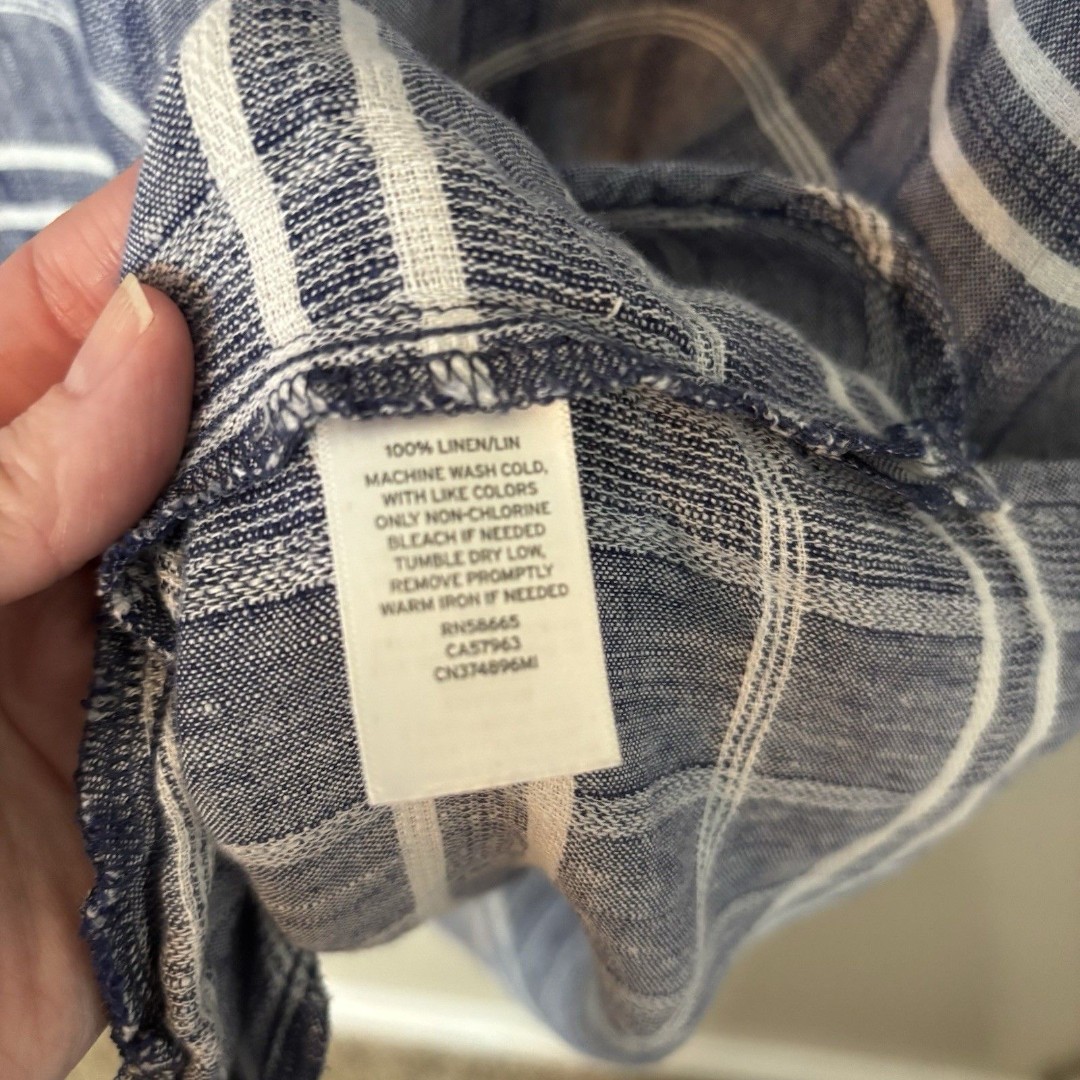 100% LINEN/LIN
MACHINE WASH COLD,
WITH LIKE COLORS
ONLY NON-CHLORINE
BLEACH IF NEEDED
TUMBLE DRY LOW,
REMOVE PROMPTLY
WARM IRON IF NEEDED
RN58665
CA57963
CN374896MI